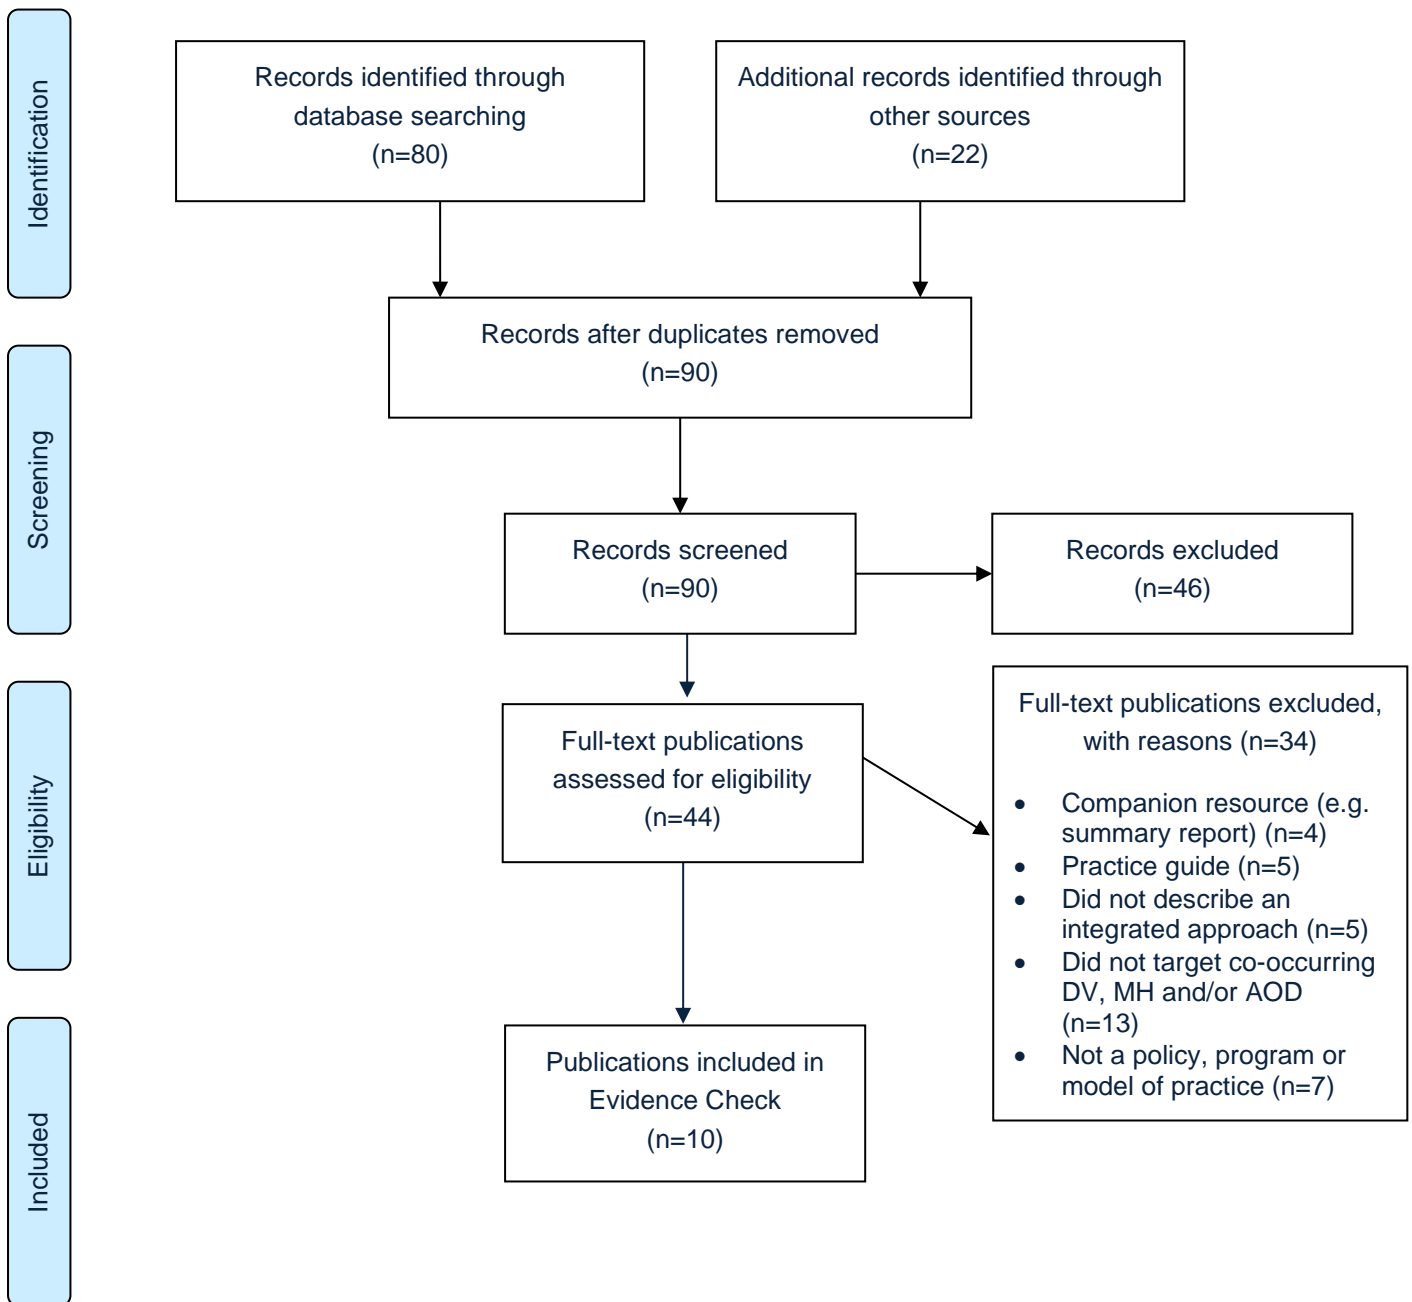 Identification
Records identified through
database searching
(n=80)
Additional records identified through
other sources
(n=22)
Records after duplicates removed
(n=90)
Screening
Records screened
(n=90)
Records excluded
(n=46)
Eligibility
Full-text publications
assessed for eligibility
(n=44)
Full-text publications excluded,
with reasons (n=34)
• Companion resource (e.g.
summary report) (n=4)
• Practice guide (n=5)
• Did not describe an
integrated approach (n=5)
• Did not target co-occurring
DV, MH and/or AOD
(n=13)
• Not a policy, program or
model of practice (n=7)
Included
Publications included in
Evidence Check
(n=10)